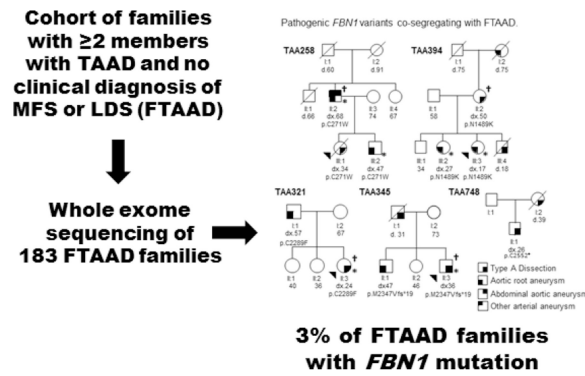 Cohort of families
with ≥2 members
with TAAD and no
clinical diagnosis of
MFS or LDS (FTAAD)
Whole exome
sequencing of
183 FTAAD families
Pathogenic FBN1 variants co-segregating with FTAAD.
TAA258
I:1
d.60
I:2
d.91
II:1
d.66
II:2
dx.68
p.C271W
II:3
74
II:4
67
III:1
dx.34
p.C271W
III:2
dx.47
p.C271W
TAA394
I:1
d.75
I:2
d.75
II:1
58
II:2
dx.50
p.N1489K
III:1
34
III:2
dx.27
p.N1489K
III:3
dx.17
p.N1489K
III:4
d.18
TAA321
I:1
dx.57
p.C2289F
I:2
67
II:1
40
II:2
36
II:3
dx.24
p.C2289F
TAA345
I:1
d. 31
I:2
73
II:1
dx47
p.M2347Vfs*19
II:2
46
II:3
dx36
p.M2347Vfs*19
TAA748
I:1
I:2
d.39
II:1
dx.26
p.C2552*
Type A Dissection
Aortic root aneurysm
Abdominal aortic aneurysm
Other arterial aneurysm
3% of FTAAD families
with FBN1 mutation